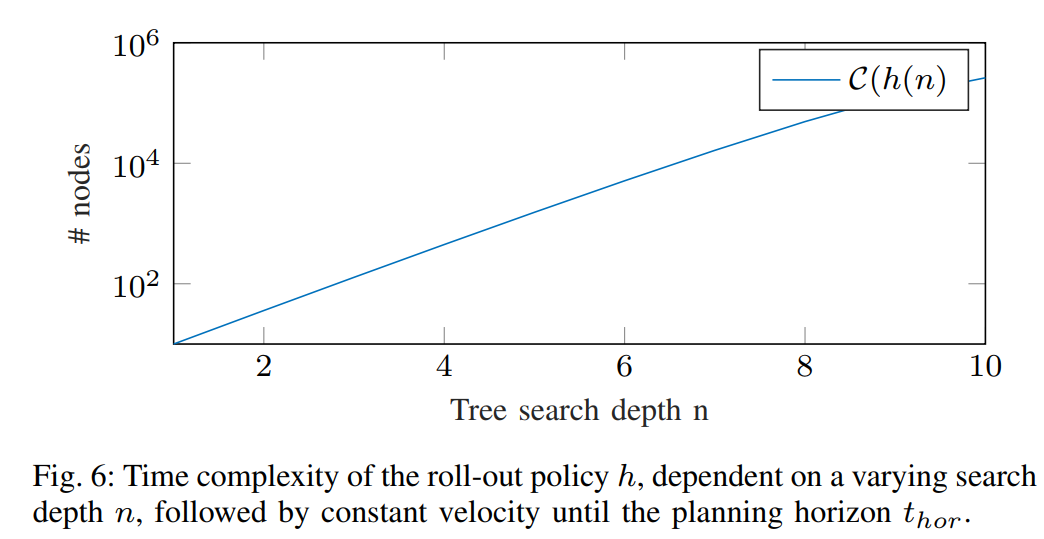 10^6
C(h(n)
10^4
# nodes
10^2
2 4 6 8 10
Tree search depth n
Fig. 6: Time complexity of the roll-out policy h, dependent on a varying search
depth n, followed by constant velocity until the planning horizon t_{hor}.